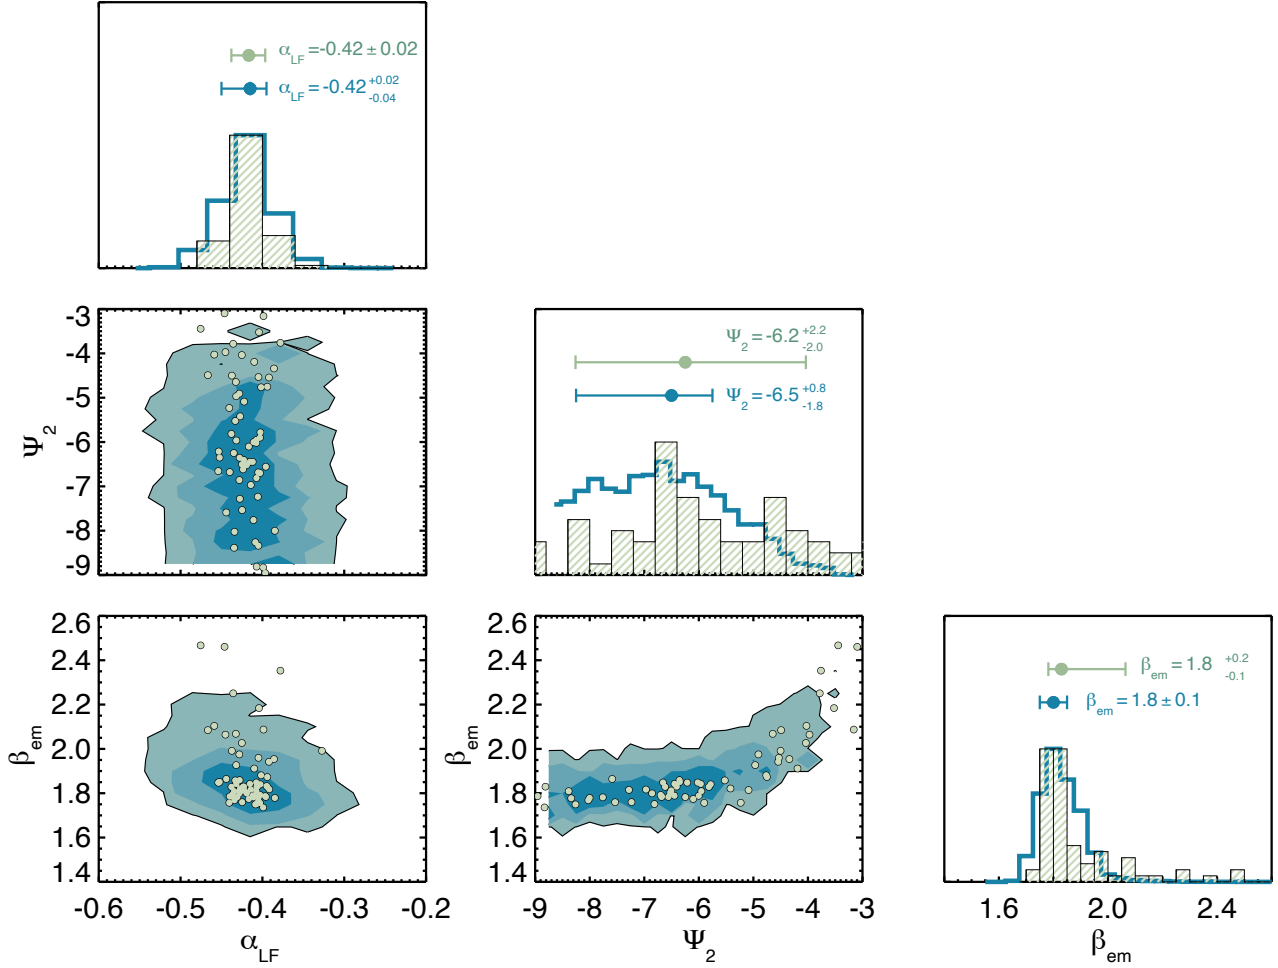 α_LF = -0.42 ± 0.02
α_LF = -0.42 +0.02 -0.04
-3
-4
-5
-6
-7
-8
-9
Ψ_2
Ψ_2 = -6.2 +2.2 -2.0
Ψ_2 = -6.5 +0.8 -1.8
2.6
2.4
2.2
2.0
1.8
1.6
1.4
β_em
2.6
2.4
2.2
2.0
1.8
1.6
1.4
β_em
β_em = 1.8 +0.2 -0.1
β_em = 1.8 ± 0.1
-0.6 -0.5 -0.4 -0.3 -0.2
α_LF
-9 -8 -7 -6 -5 -4 -3
Ψ_2
1.6 2.0 2.4
β_em